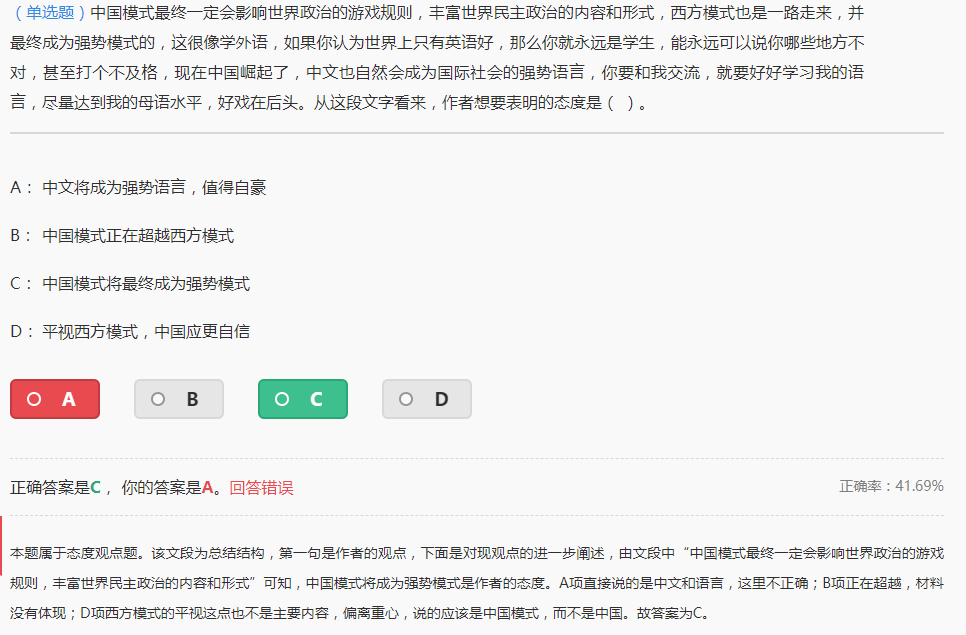 （单选题）中国模式最终一定会影响世界政治的游戏规则，丰富世界民主政治的内容和形式，西方模式也是一路走来，并
最终成为强势模式的，这很像学外语，如果你认为世界上只有英语好，那么你就永远是学生，能永远可以说你哪些地方不
对，甚至打个不及格，现在中国崛起了，中文也自然会成为国际社会的强势语言，你要和我交流，就要好好学习我的语
言，尽量达到我的母语水平，好戏在后头。从这段文字看来，作者想要表明的态度是（ ）。
A： 中文将成为强势语言，值得自豪
B： 中国模式正在超越西方模式
C： 中国模式将最终成为强势模式
D： 平视西方模式，中国应更自信
A B C D
正确答案是C， 你的答案是A。回答错误 正确率：41.69%
本题属于态度观点题。该文段为总结结构，第一句是作者的观点，下面是对现观点的进一步阐述，由文段中“中国模式最终一定会影响世界政治的游戏
规则，丰富世界民主政治的内容和形式”可知，中国模式将成为强势模式是作者的态度。A项直接说的是中文和语言，这里不正确；B项正在超越，材料
没有体现；D项西方模式的平视这点也不是主要内容，偏离重心，说的应该是中国模式，而不是中国。故答案为C。